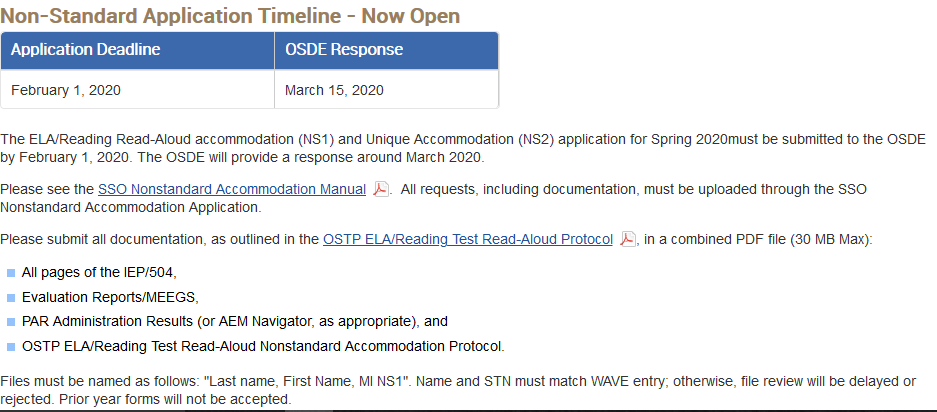 Non-Standard Application Timeline - Now Open
Application Deadline OSDE Response
February 1, 2020 March 15, 2020
The ELA/Reading Read-Aloud accommodation (NS1) and Unique Accommodation (NS2) application for Spring 2020must be submitted to the OSDE
by February 1, 2020. The OSDE will provide a response around March 2020.
Please see the SSO Nonstandard Accommodation Manual. All requests, including documentation, must be uploaded through the SSO
Nonstandard Accommodation Application.
Please submit all documentation, as outlined in the OSTP ELA/Reading Test Read-Aloud Protocol, in a combined PDF file (30 MB Max):
All pages of the IEP/504,
Evaluation Reports/MEEGS,
PAR Administration Results (or AEM Navigator, as appropriate), and
OSTP ELA/Reading Test Read-Aloud Nonstandard Accommodation Protocol.
Files must be named as follows: "Last name, First Name, MI NS1". Name and STN must match WAVE entry; otherwise, file review will be delayed or
rejected. Prior year forms will not be accepted.